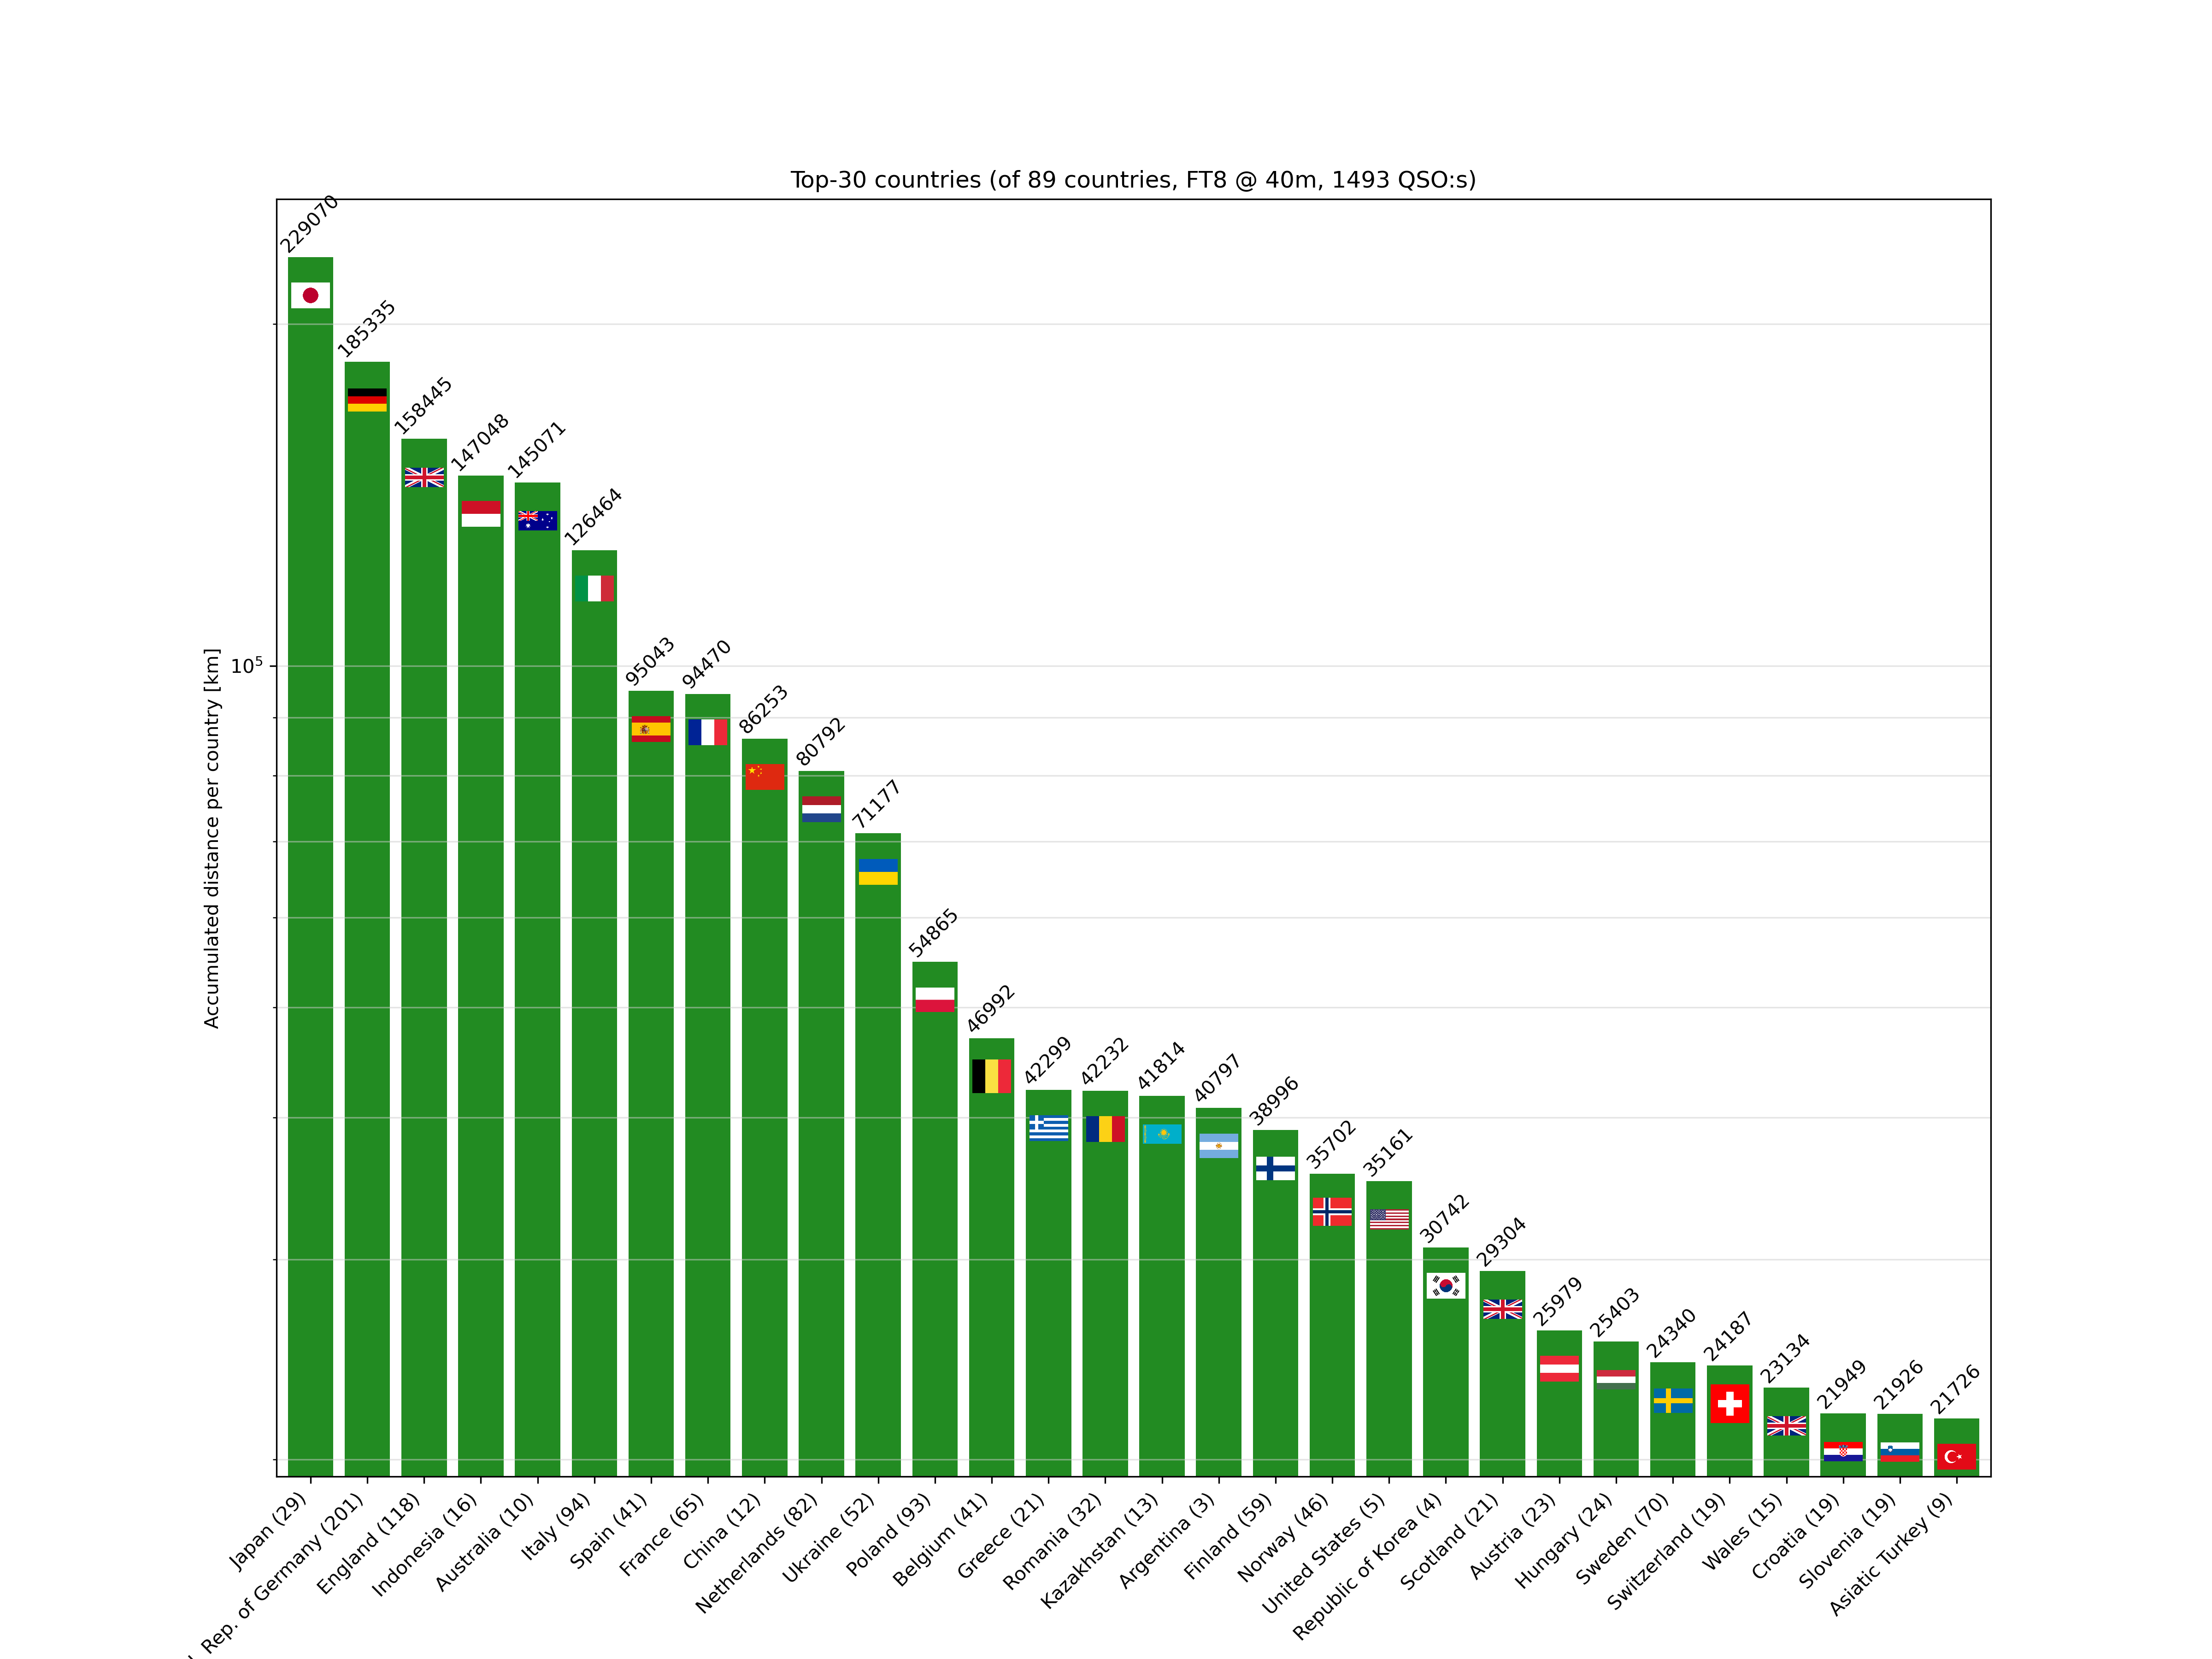 Top-30 countries (of 89 countries, FT8 @ 40m, 1493 QSO:s)
Accumulated distance per country [km]
10⁵
229070
185335
158445
147048
145071
126464
95043
94470
86253
80792
71177
54865
46992
42299
42232
41814
40797
38996
35702
35161
30742
29304
25979
25403
24340
24187
23134
21949
21926
21726
Japan (29)
Rep. of Germany (201)
England (118)
Indonesia (16)
Australia (10)
Italy (94)
Spain (41)
France (65)
China (12)
Netherlands (82)
Ukraine (52)
Poland (93)
Belgium (41)
Greece (21)
Romania (32)
Kazakhstan (13)
Argentina (3)
Finland (59)
Norway (46)
United States (5)
Republic of Korea (4)
Scotland (21)
Austria (23)
Hungary (24)
Sweden (70)
Switzerland (19)
Wales (15)
Croatia (19)
Slovenia (19)
Asiatic Turkey (9)